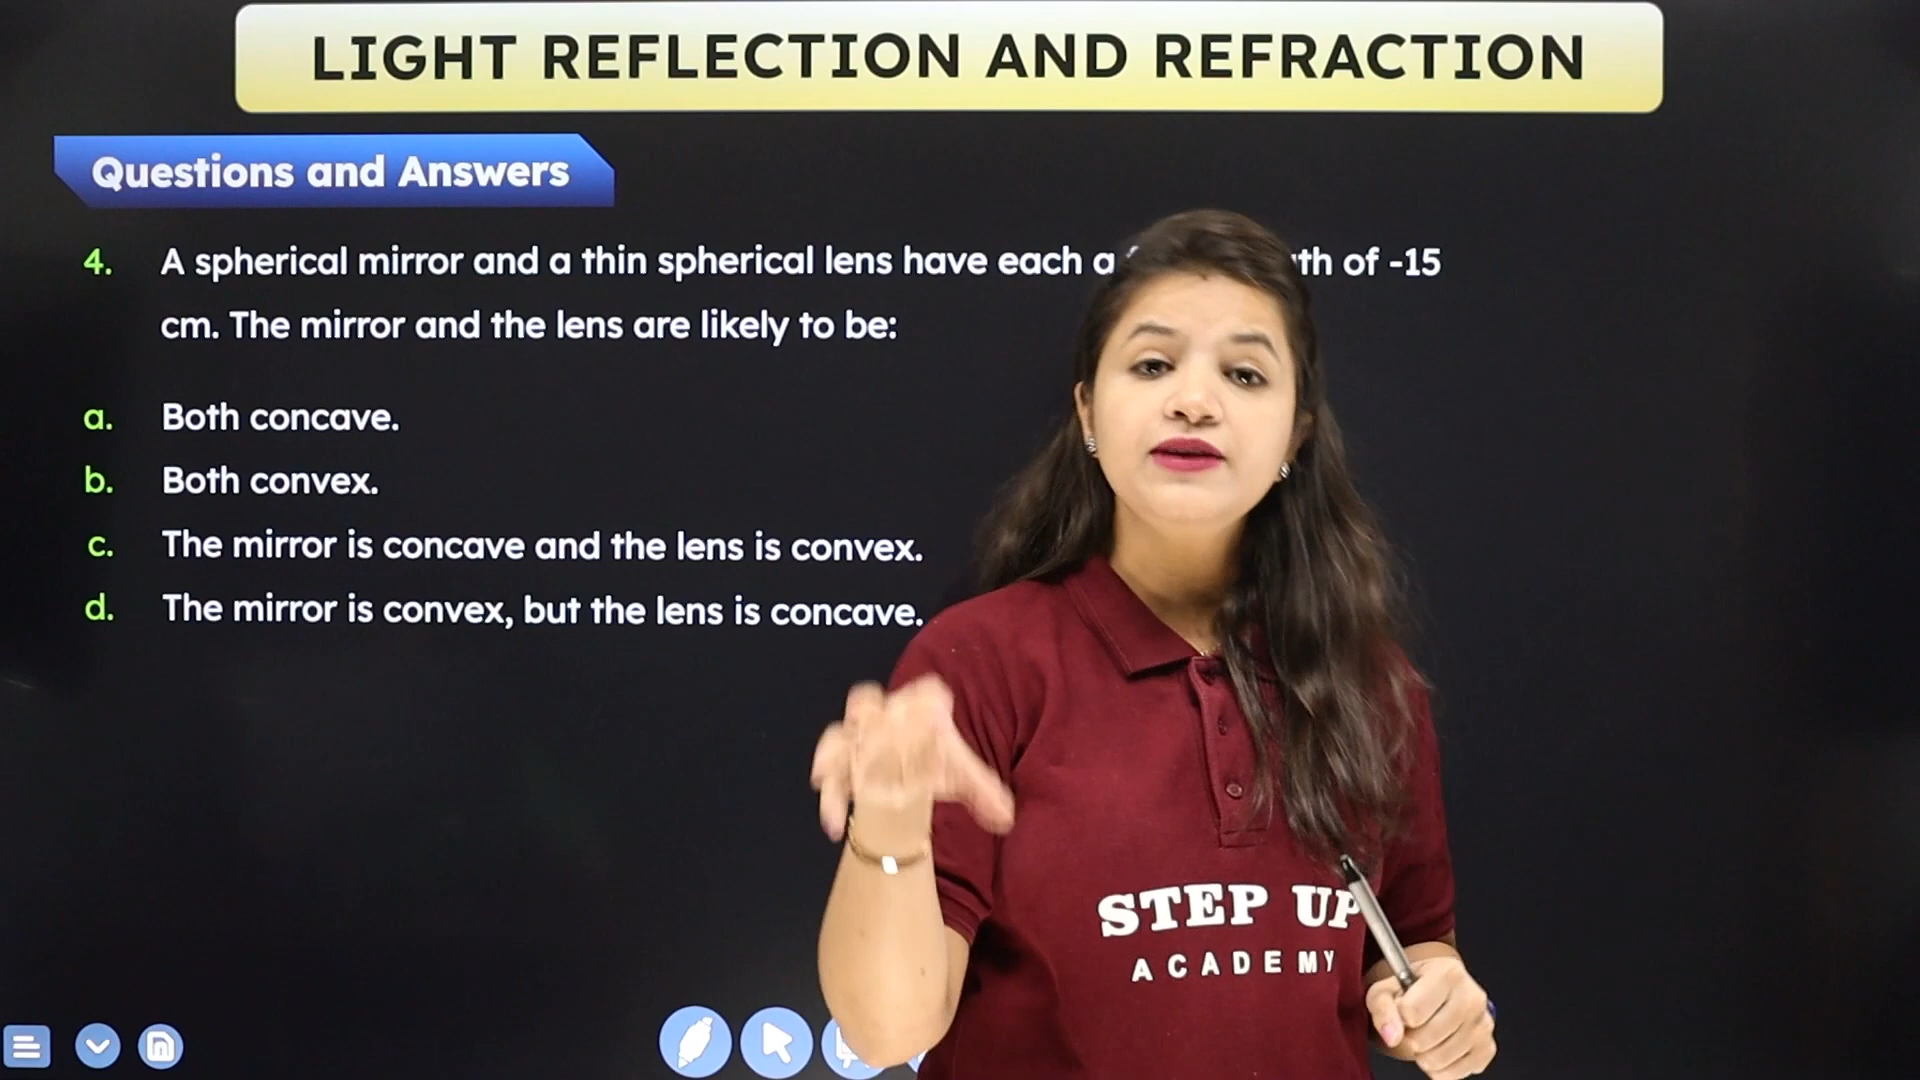 LIGHT REFLECTION AND REFRACTION
Questions and Answers
4. A spherical mirror and a thin spherical lens have each a of -15
cm. The mirror and the lens are likely to be:
a. Both concave.
b. Both convex.
c. The mirror is concave and the lens is convex.
d. The mirror is convex, but the lens is concave.
STEP UP
ACADEMY